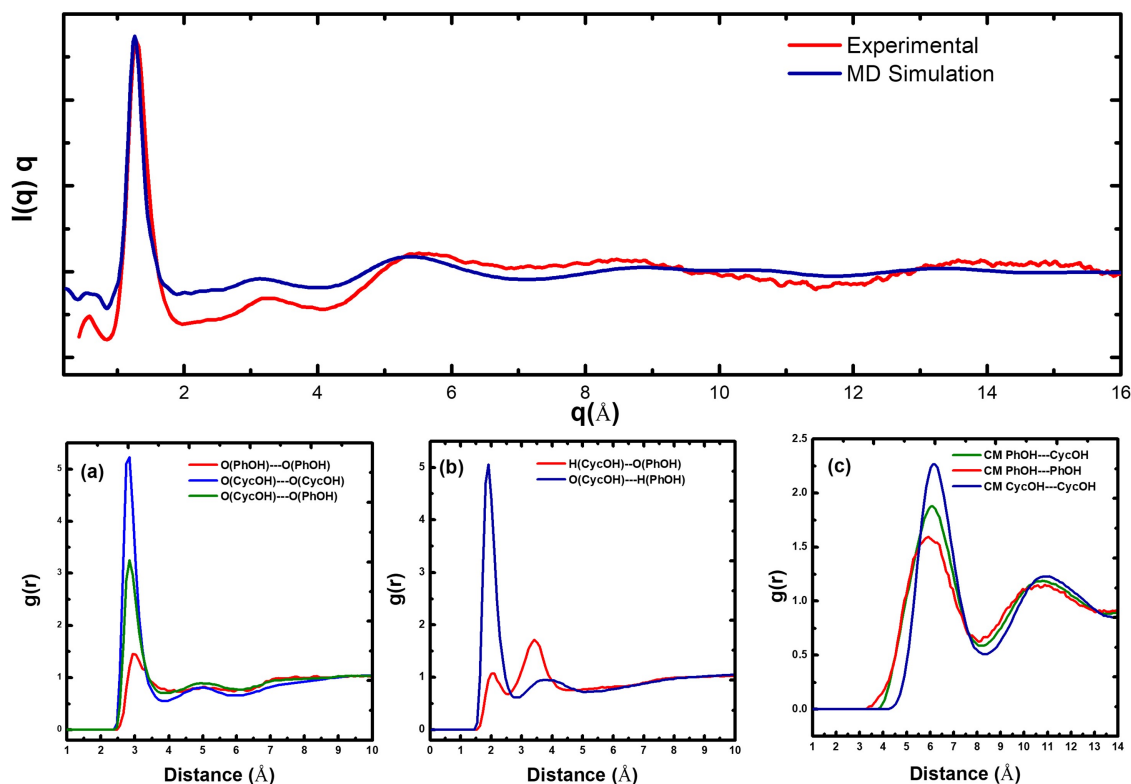 Experimental
MD Simulation
I(q) q
2 4 6 8 10 12 14 16
q(Å)
(a)
O(PhOH)---O(PhOH)
O(CycOH)---O(CycOH)
O(CycOH)---O(PhOH)
g(r)
5
4
3
2
1
0
1 2 3 4 5 6 7 8 9 10
Distance (Å)
(b)
H(CycOH)--O(PhOH)
O(CycOH)---H(PhOH)
g(r)
5
4
3
2
1
0
0 1 2 3 4 5 6 7 8 9 10
Distance (Å)
(c)
CM PhOH---CycOH
CM PhOH---PhOH
CM CycOH---CycOH
g(r)
2.5
2.0
1.5
1.0
0.5
0.0
1 2 3 4 5 6 7 8 9 10 11 12 13 14
Distance (Å)